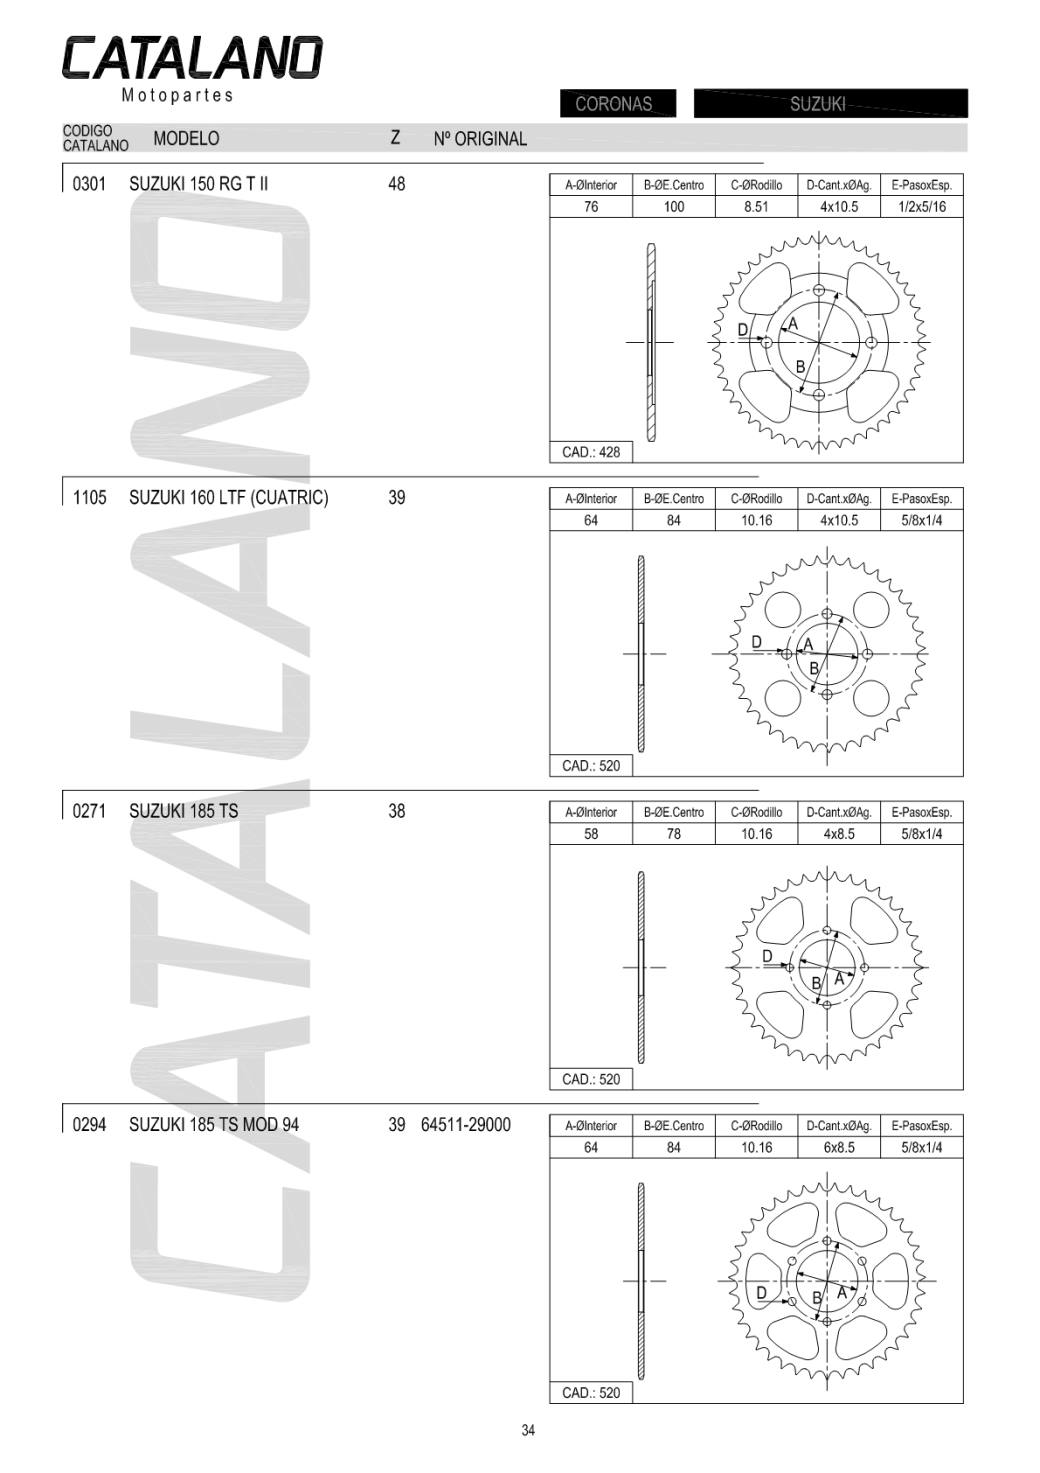 CATALANO
Motopartes
CORONAS SUZUKI
CODIGO CATALANO MODELO Z Nº ORIGINAL
0301 SUZUKI 150 RG T II 48
A-ØInterior B-ØE.Centro C-ØRodillo D-Cant.xØAg. E-PasoxEsp.
76 100 8.51 4x10.5 1/2x5/16
D A
B
CAD.: 428
1105 SUZUKI 160 LTF (CUATRIC) 39
A-ØInterior B-ØE.Centro C-ØRodillo D-Cant.xØAg. E-PasoxEsp.
64 84 10.16 4x10.5 5/8x1/4
D A
B
CAD.: 520
0271 SUZUKI 185 TS 38
A-ØInterior B-ØE.Centro C-ØRodillo D-Cant.xØAg. E-PasoxEsp.
58 78 10.16 4x8.5 5/8x1/4
D
B A
CAD.: 520
0294 SUZUKI 185 TS MOD 94 39 64511-29000
A-ØInterior B-ØE.Centro C-ØRodillo D-Cant.xØAg. E-PasoxEsp.
64 84 10.16 6x8.5 5/8x1/4
D B A
CAD.: 520
CATALANO
34